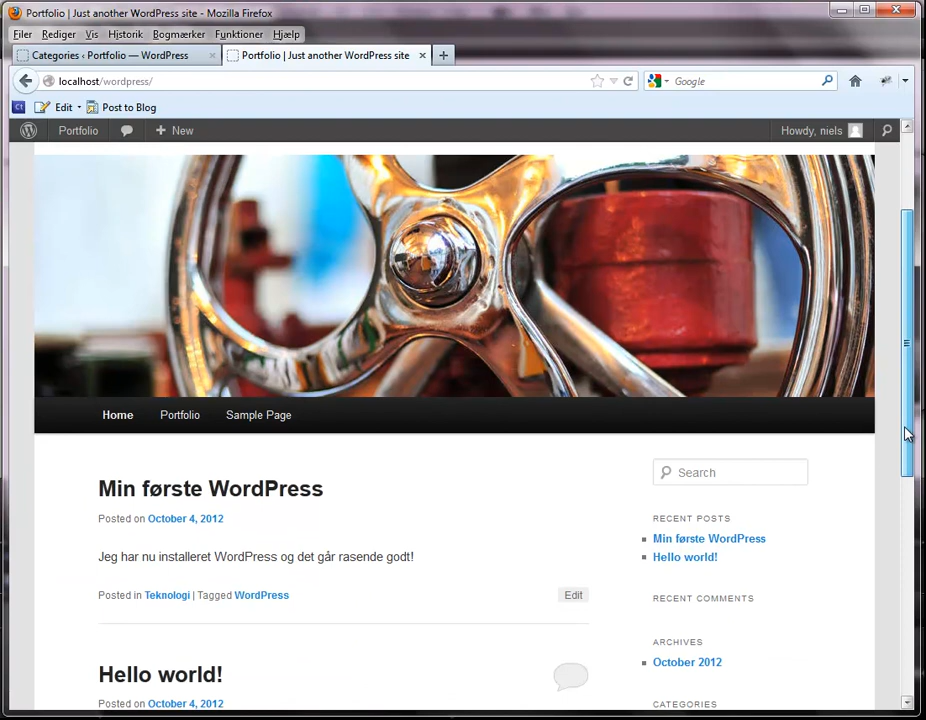 Portfolio | Just another WordPress site - Mozilla Firefox
Filer Rediger Vis Historik Bogmærker Funktioner Hjælp
Categories ‹ Portfolio — WordPress
Portfolio | Just another WordPress site
localhost/wordpress/
Google
Ct Edit Post to Blog
Portfolio New Howdy, niels
Home Portfolio Sample Page
Min første WordPress
Posted on October 4, 2012
Jeg har nu installeret WordPress og det går rasende godt!
Posted in Teknologi | Tagged WordPress Edit
Hello world!
Posted on October 4, 2012
Search
RECENT POSTS
Min første WordPress
Hello world!
RECENT COMMENTS
ARCHIVES
October 2012
CATEGORIES